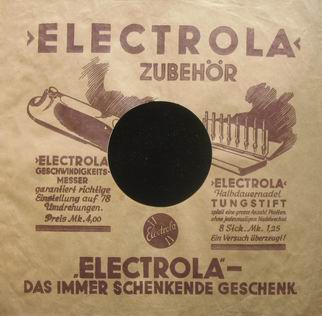 ›ELECTROLA‹
ZUBEHÖR
›ELECTROLA‹
GESCHWINDIGKEITS-
MESSER
garantiert richtige
Einstellung auf 78
Umdrehungen.
Preis Mk. 4,00
›ELECTROLA‹
Halbdauernadel
TUNGSTIFT
spielt eine grosse Anzahl Platten
ohne jedesmaligen Nadelwechsel
8 Stck. Mk. 1,25
Ein Versuch überzeugt!
Electrola
„ELECTROLA"—
DAS IMMER SCHENKENDE GESCHENK.